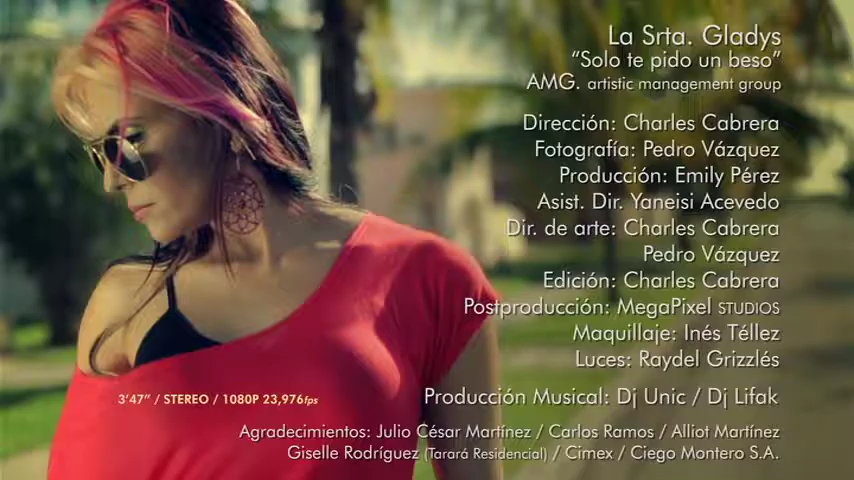 La Srta. Gladys
“Solo te pido un beso”
AMG. artistic management group
Dirección: Charles Cabrera
Fotografía: Pedro Vázquez
Producción: Emily Pérez
Asist. Dir. Yaneisi Acevedo
Dir. de arte: Charles Cabrera
Pedro Vázquez
Edición: Charles Cabrera
Postproducción: MegaPixel STUDIOS
Maquillaje: Inés Téllez
Luces: Raydel Grizzlés
3’47” / STEREO / 1080P 23,976fps
Producción Musical: Dj Unic / Dj Lifak
Agradecimientos: Julio César Martínez / Carlos Ramos / Alliot Martínez
Giselle Rodríguez (Tarará Residencial) / Cimex / Ciego Montero S.A.